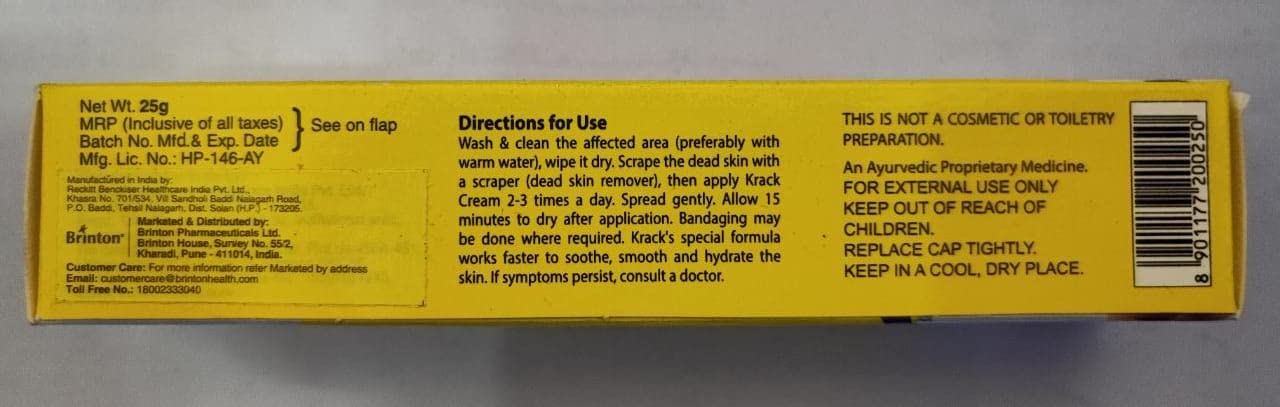 Net Wt. 25g
MRP (Inclusive of all taxes)
Batch No. Mfd.& Exp. Date
} See on flap
Mfg. Lic. No.: HP-146-AY
Manufactured in India by:
Reckitt Benckiser Healthcare India Pvt. Ltd.,
Khasra No. 701/534, Vill Sandholi Baddi Nalagarh Road,
P.O. Baddi, Tehsil Nalagarh, Dist. Solan (H.P.) - 173205.
Brinton
Marketed & Distributed by:
Brinton Pharmaceuticals Ltd.
Brinton House, Survey No. 55/2,
Kharadi, Pune - 411014, India.
Customer Care: For more information refer Marketed by address
Email: customercare@brintonhealth.com
Toll Free No.: 18002333040
Directions for Use
Wash & clean the affected area (preferably with
warm water), wipe it dry. Scrape the dead skin with
a scraper (dead skin remover), then apply Krack
Cream 2-3 times a day. Spread gently. Allow 15
minutes to dry after application. Bandaging may
be done where required. Krack's special formula
works faster to soothe, smooth and hydrate the
skin. If symptoms persist, consult a doctor.
THIS IS NOT A COSMETIC OR TOILETRY
PREPARATION.
An Ayurvedic Proprietary Medicine.
FOR EXTERNAL USE ONLY
KEEP OUT OF REACH OF
CHILDREN.
REPLACE CAP TIGHTLY.
KEEP IN A COOL, DRY PLACE.
8 901177 200250